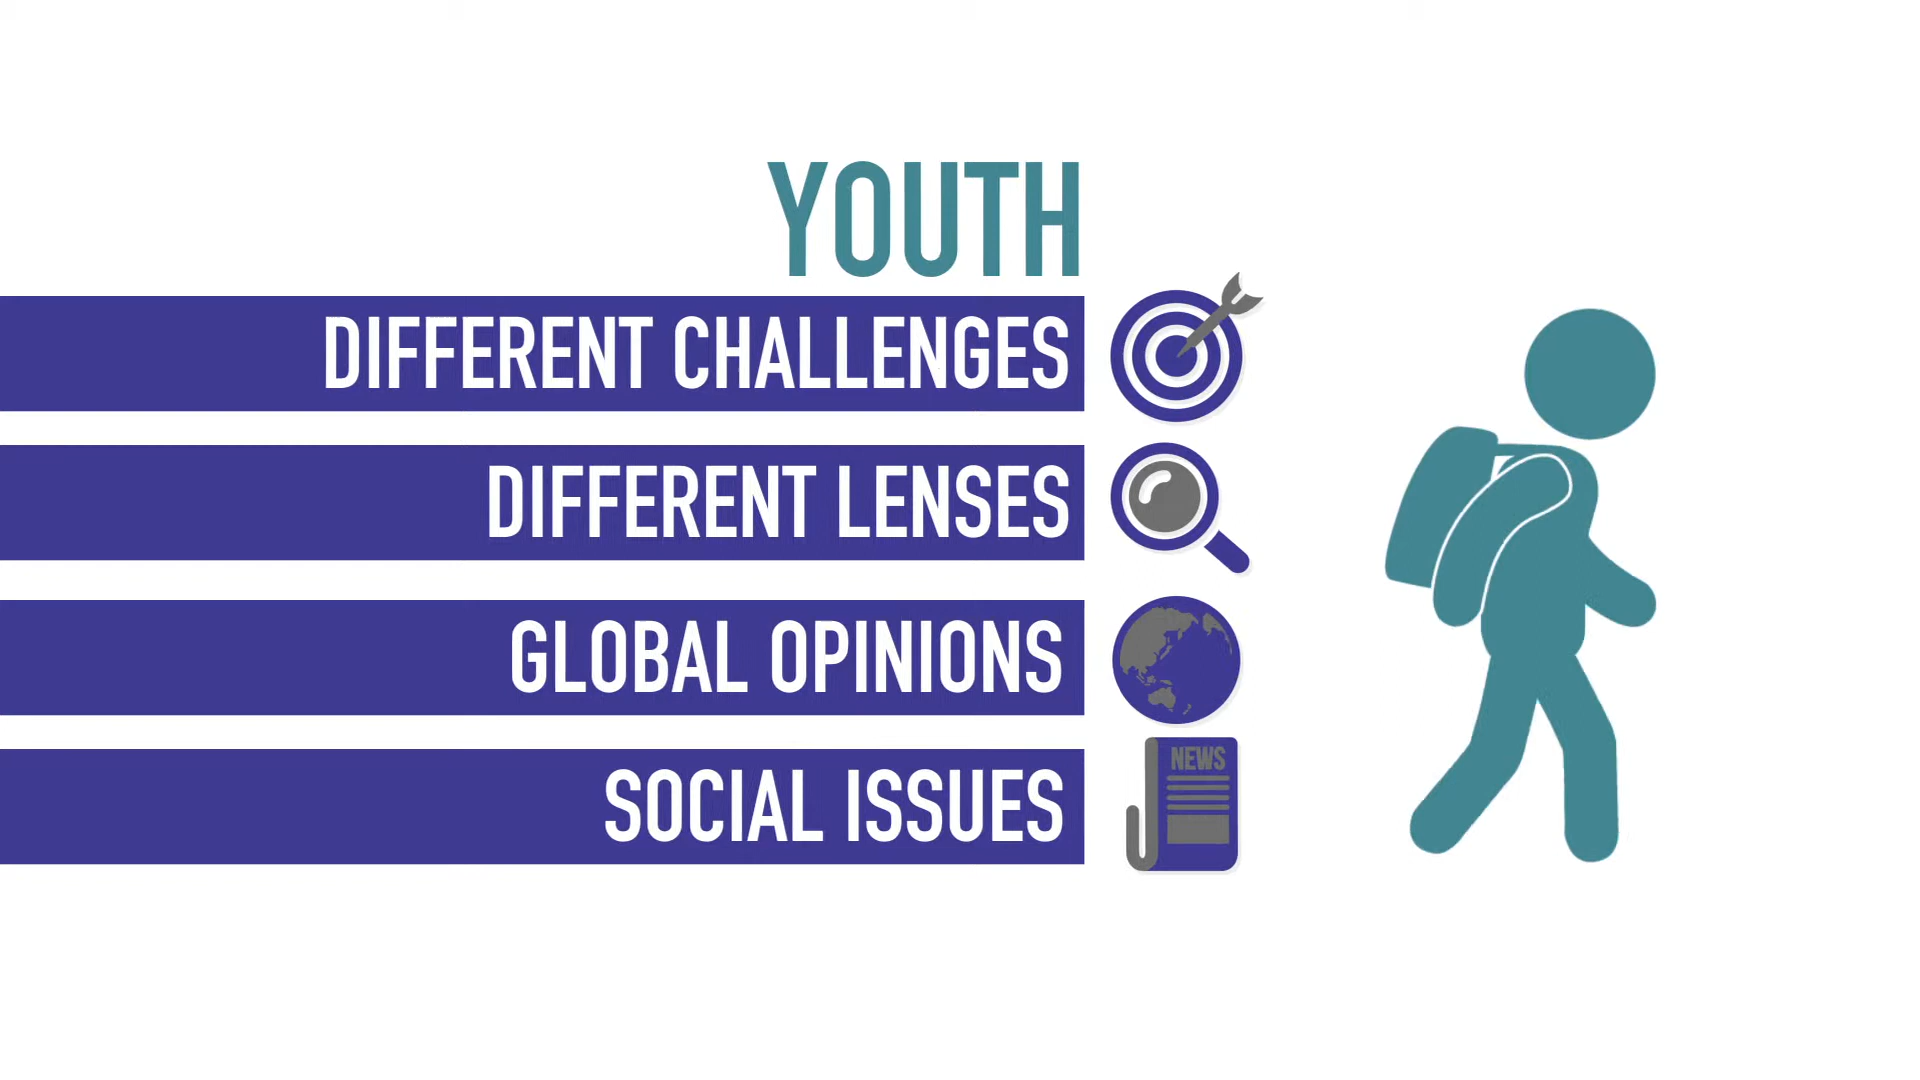 YOUTH
DIFFERENT CHALLENGES
DIFFERENT LENSES
GLOBAL OPINIONS
NEWS
SOCIAL ISSUES